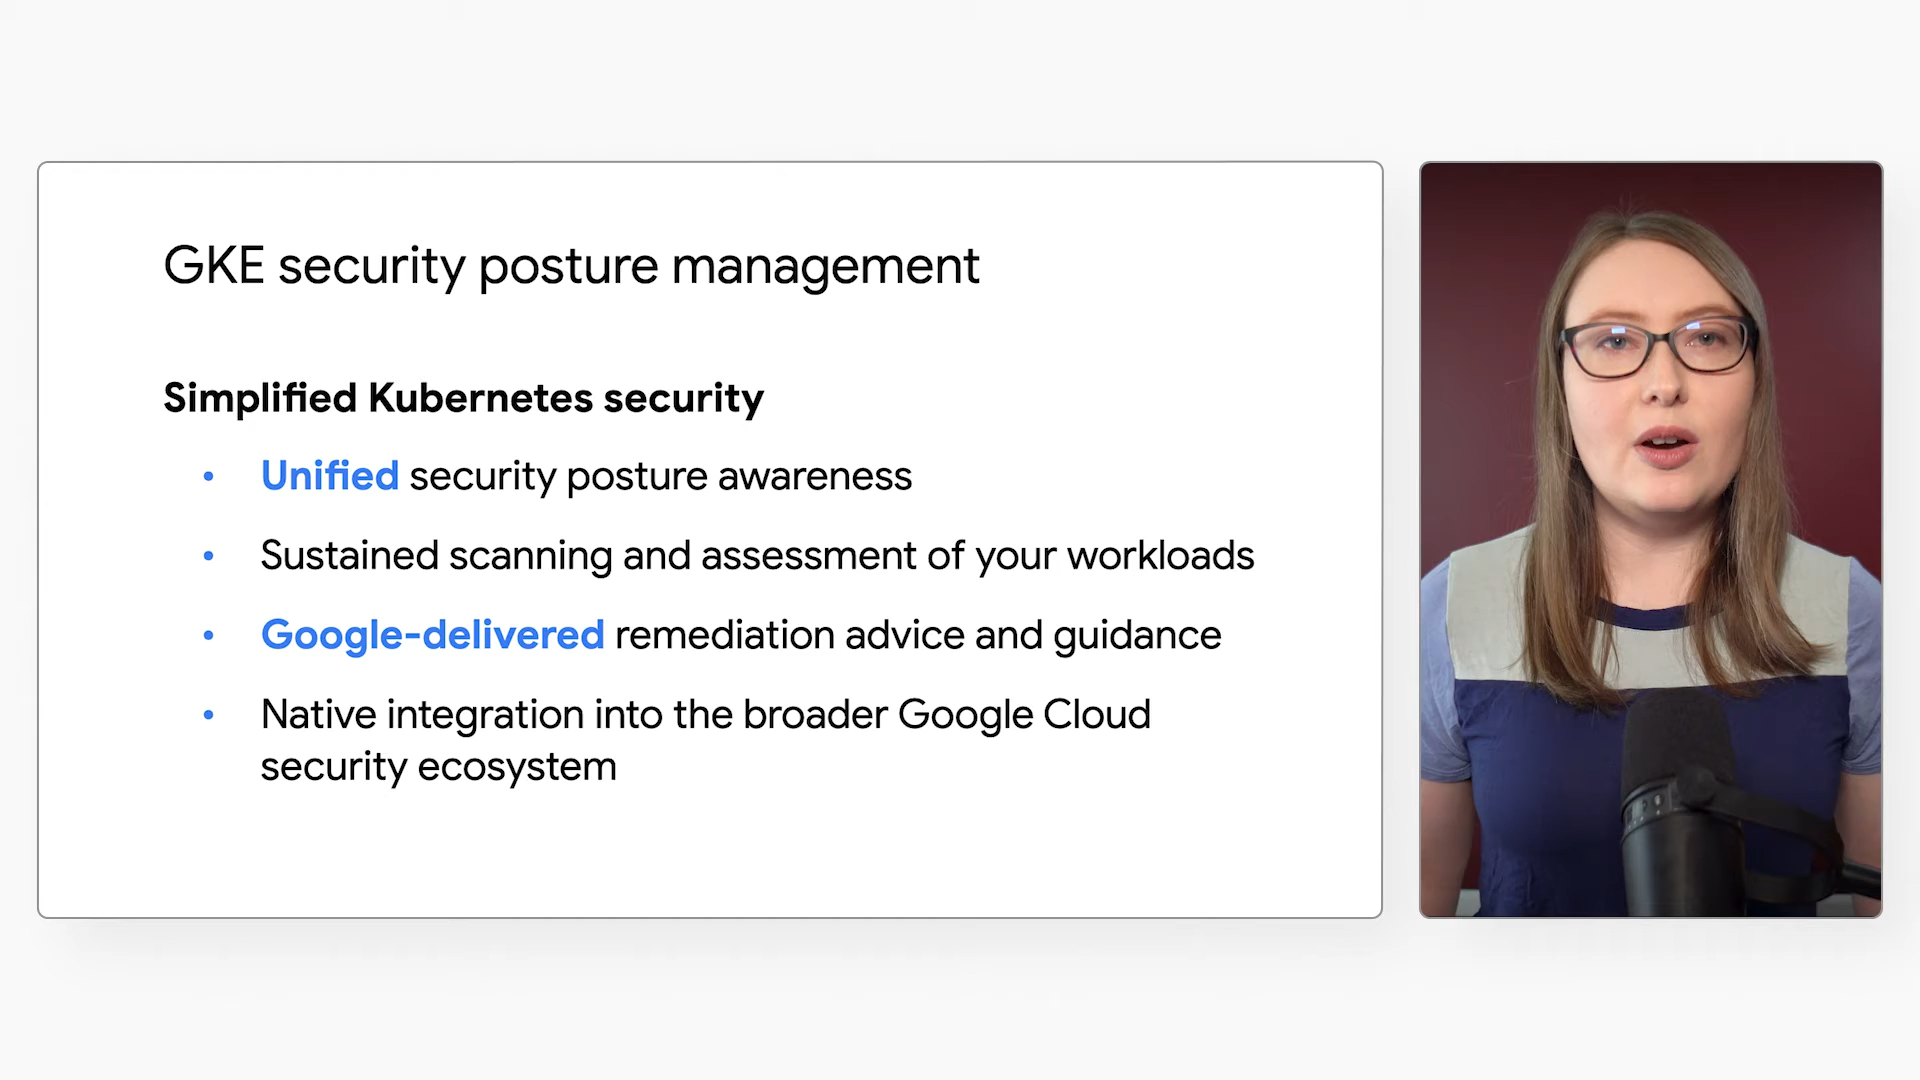 GKE security posture management
Simplified Kubernetes security
• Unified security posture awareness
• Sustained scanning and assessment of your workloads
• Google-delivered remediation advice and guidance
• Native integration into the broader Google Cloud
security ecosystem